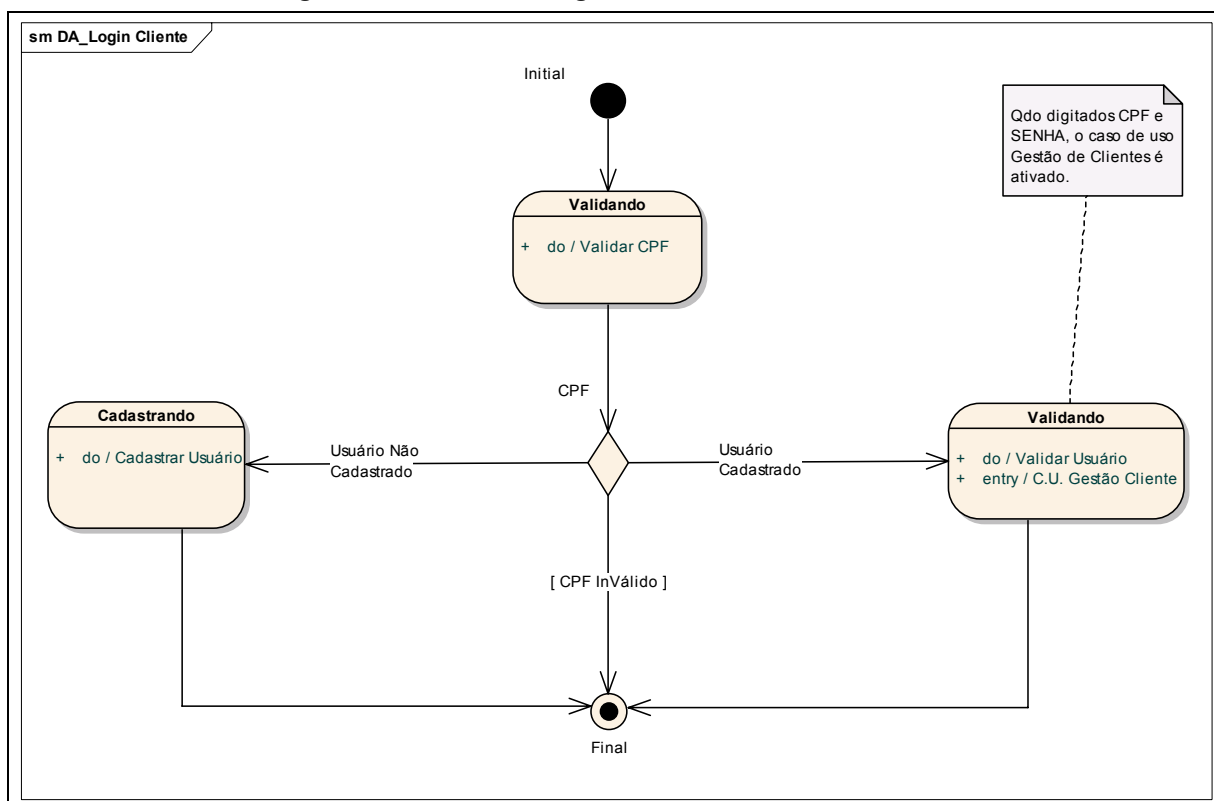 sm DA_Login Cliente
Initial
Qdo digitados CPF e
SENHA, o caso de uso
Gestão de Clientes é
ativado.
Validando
+ do / Validar CPF
CPF
Cadastrando
+ do / Cadastrar Usuário
Usuário Não
Cadastrado
Usuário
Cadastrado
Validando
+ do / Validar Usuário
+ entry / C.U. Gestão Cliente
[ CPF InVálido ]
Final